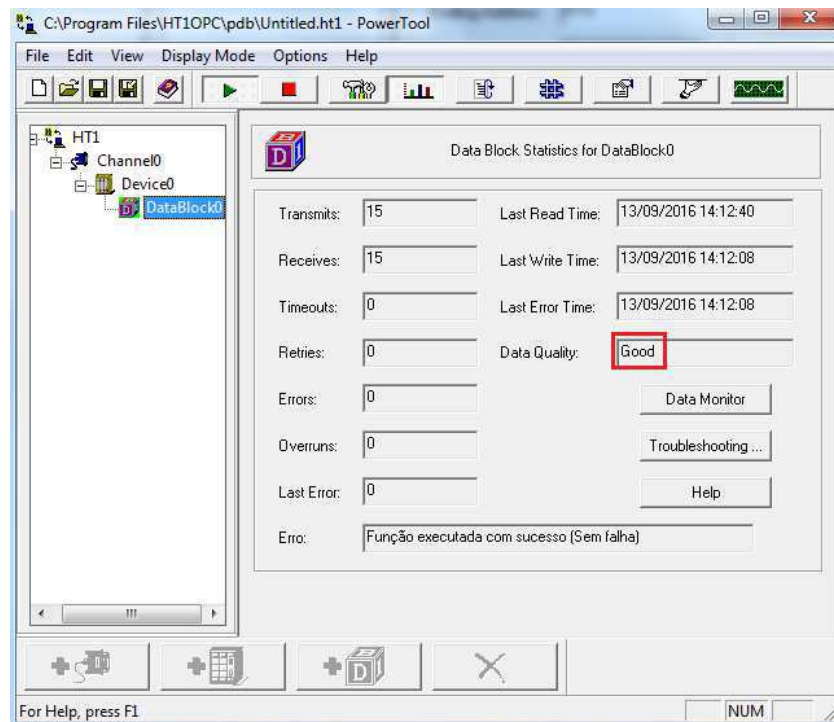 C:\Program Files\HT1OPC\pdb\Untitled.ht1 - PowerTool
File Edit View Display Mode Options Help
HT1
Channel0
Device0
DataBlock0
Data Block Statistics for DataBlock0
Transmits: 15 Last Read Time: 13/09/2016 14:12:40
Receives: 15 Last Write Time: 13/09/2016 14:12:08
Timeouts: 0 Last Error Time: 13/09/2016 14:12:08
Retries: 0 Data Quality: Good
Errors: 0 Data Monitor
Overruns: 0 Troubleshooting ...
Last Error: 0 Help
Erro: Função executada com sucesso (Sem falha)
For Help, press F1 NUM